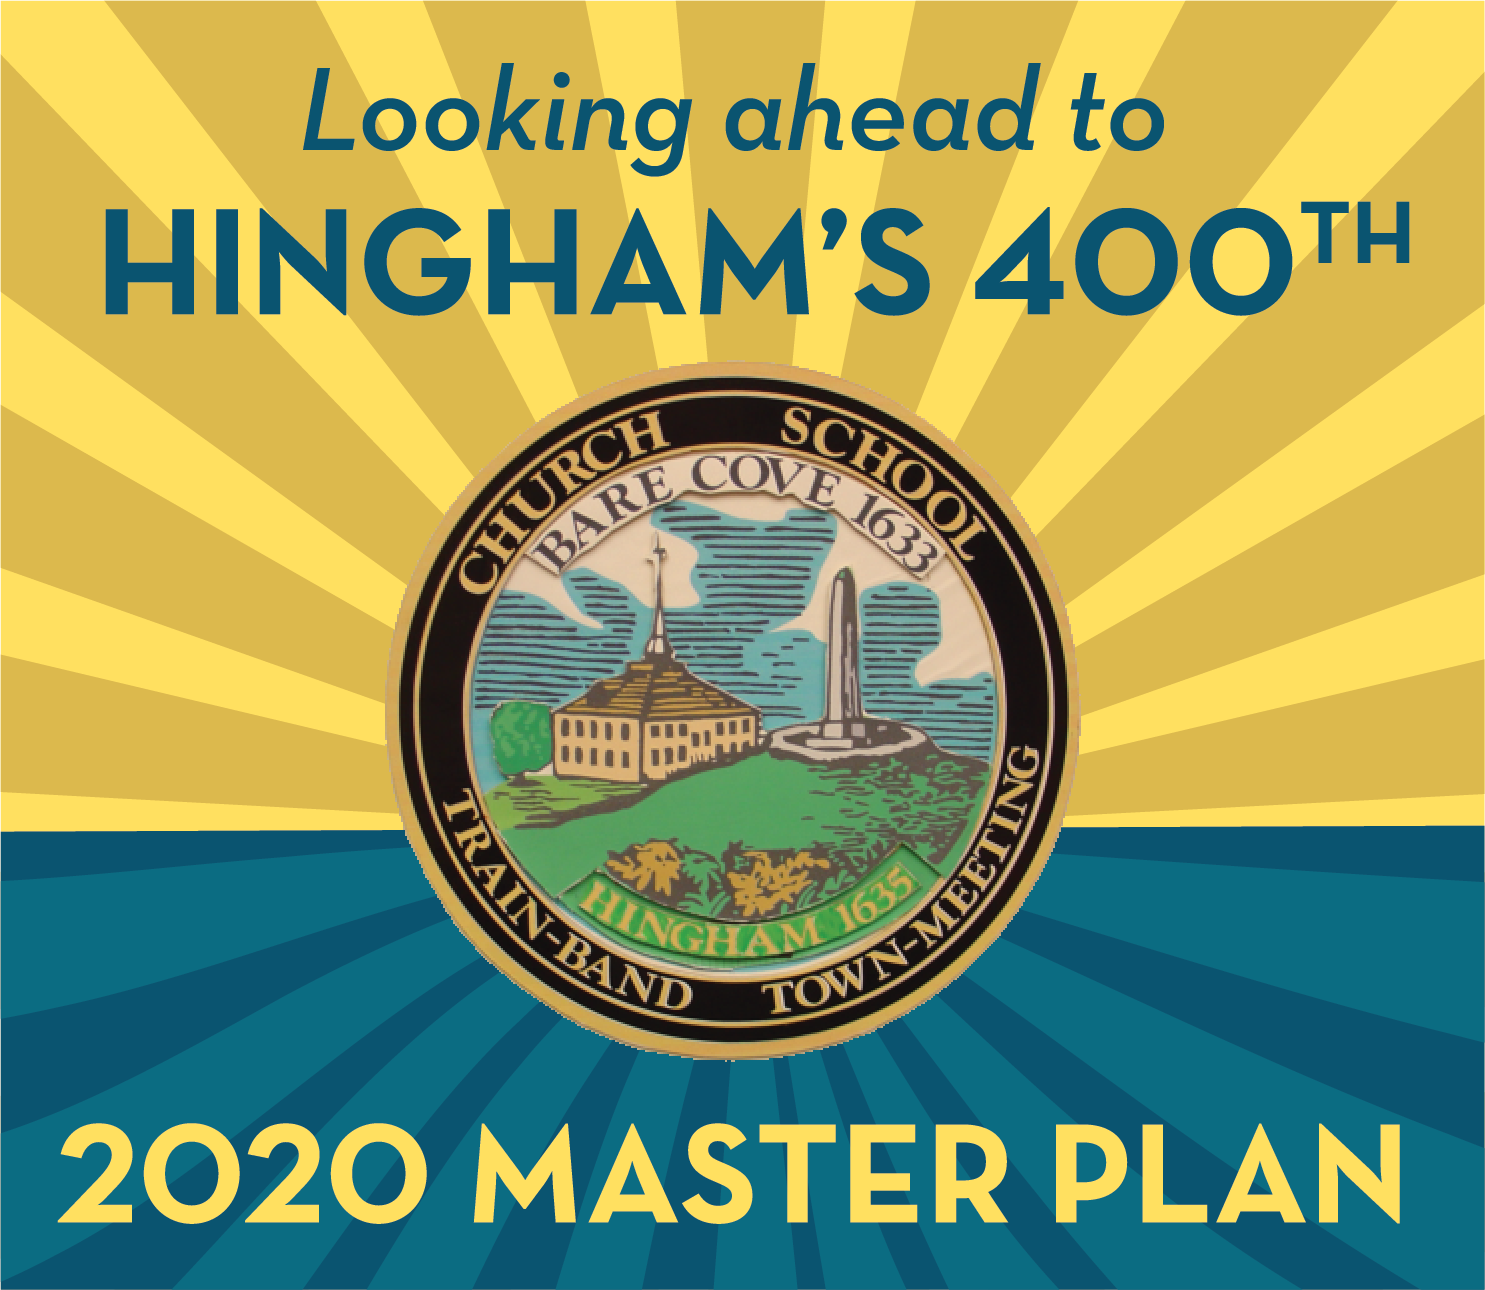 Looking ahead to
HINGHAM’S 400TH
CHURCH SCHOOL
BARE COVE 1633
HINGHAM 1635
TRAIN-BAND TOWN-MEETING
2020 MASTER PLAN